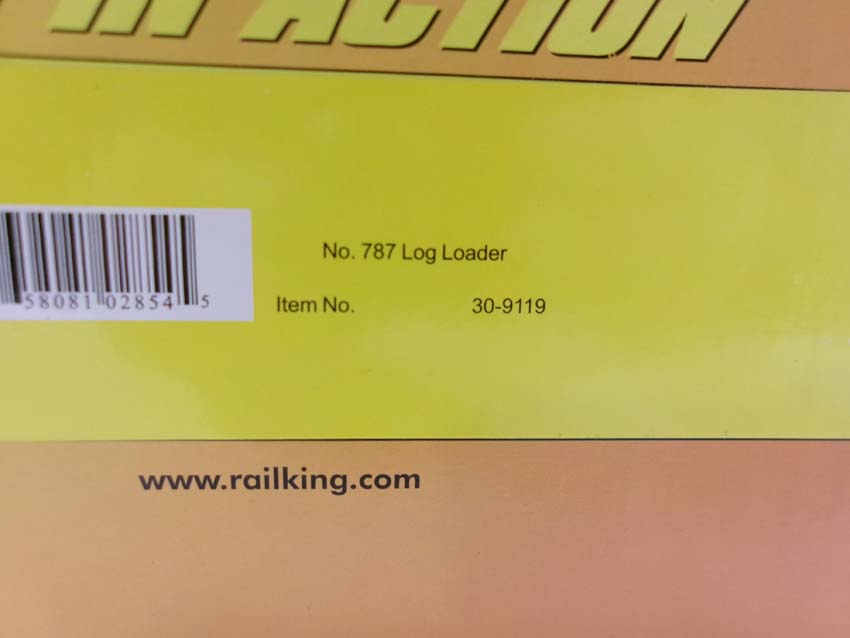 IN ACTION
No. 787 Log Loader
58081 02854 5
Item No. 30-9119
www.railking.com